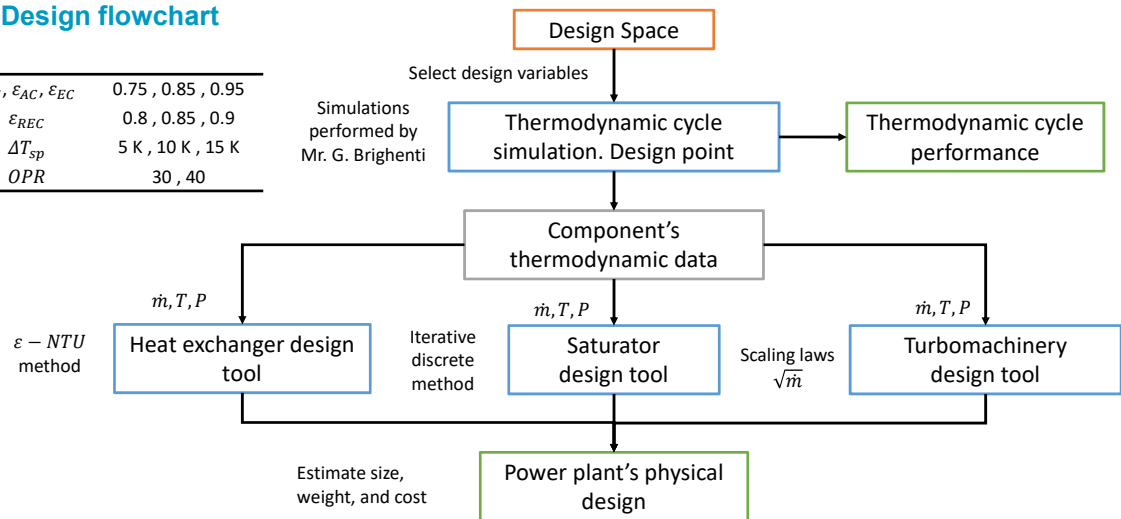 Design flowchart
Design Space
Select design variables
, ε_AC, ε_EC 0.75 , 0.85 , 0.95
ε_REC 0.8 , 0.85 , 0.9
ΔT_sp 5 K , 10 K , 15 K
OPR 30 , 40
Simulations
performed by
Mr. G. Brighenti
Thermodynamic cycle
simulation. Design point
Thermodynamic cycle
performance
Component’s
thermodynamic data
ṁ, T, P
ṁ, T, P
ṁ, T, P
ε − NTU
method
Heat exchanger design
tool
Iterative
discrete
method
Saturator
design tool
Scaling laws
√ṁ
Turbomachinery
design tool
Estimate size,
weight, and cost
Power plant’s physical
design